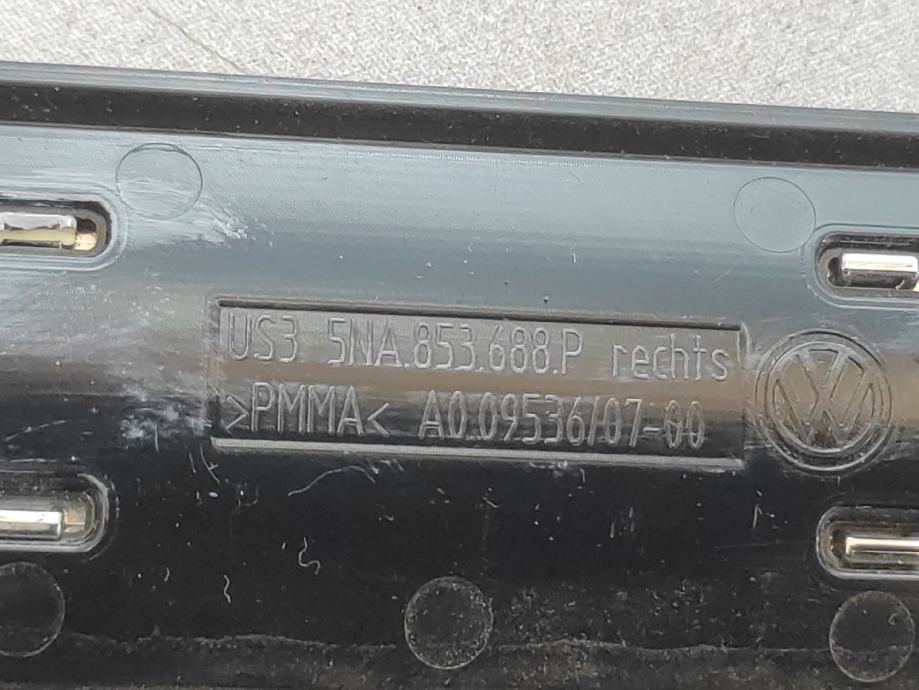 US3 5NA.853.688.P rechts
>PMMA< A0.09536/07-00